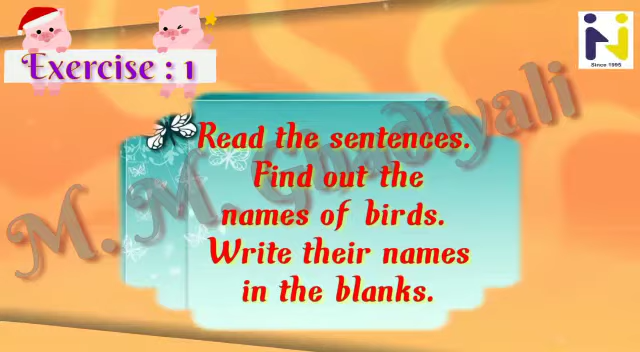 Exercise : 1
Since 1995
Read the sentences.
Find out the
names of birds.
Write their names
in the blanks.
M. M. Ghadiyali